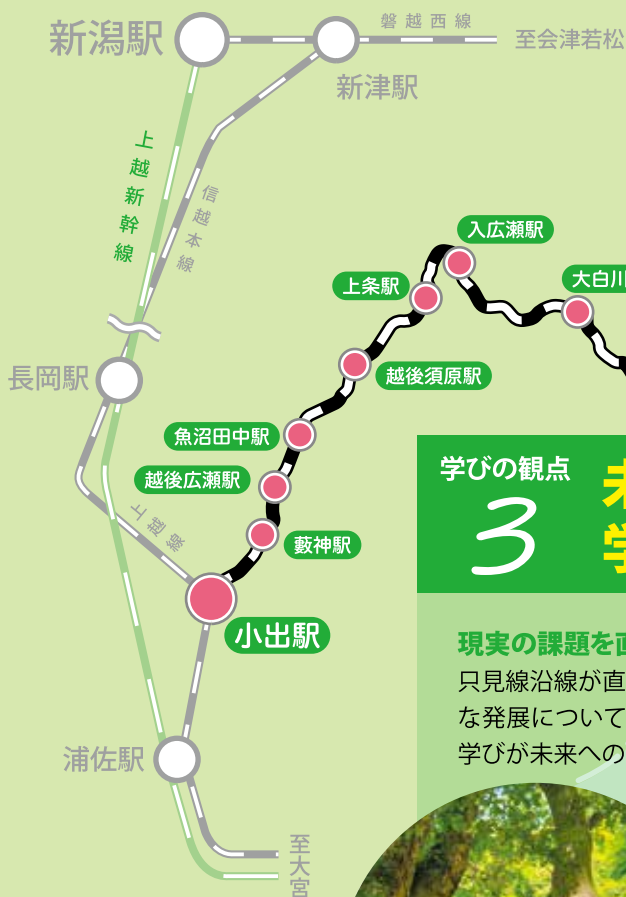 新潟駅
磐越西線
至会津若松
新津駅
上越新幹線
信越本線
入広瀬駅
上条駅
大白川
長岡駅
越後須原駅
魚沼田中駅
越後広瀬駅
上越線
藪神駅
小出駅
浦佐駅
至大宮
学びの観点
3
学
現実の課題を直
只見線沿線が直
な発展について
学びが未来への